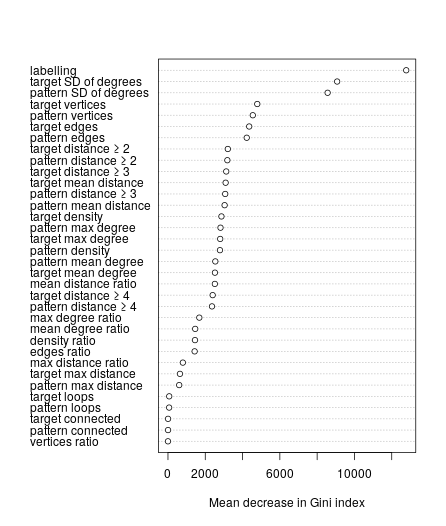 labelling
target SD of degrees
pattern SD of degrees
target vertices
pattern vertices
target edges
pattern edges
target distance ≥ 2
pattern distance ≥ 2
target distance ≥ 3
target mean distance
pattern distance ≥ 3
pattern mean distance
target density
pattern max degree
target max degree
pattern density
pattern mean degree
target mean degree
mean distance ratio
target distance ≥ 4
pattern distance ≥ 4
max degree ratio
mean degree ratio
density ratio
edges ratio
max distance ratio
target max distance
pattern max distance
target loops
pattern loops
target connected
pattern connected
vertices ratio
0 2000 6000 10000
Mean decrease in Gini index